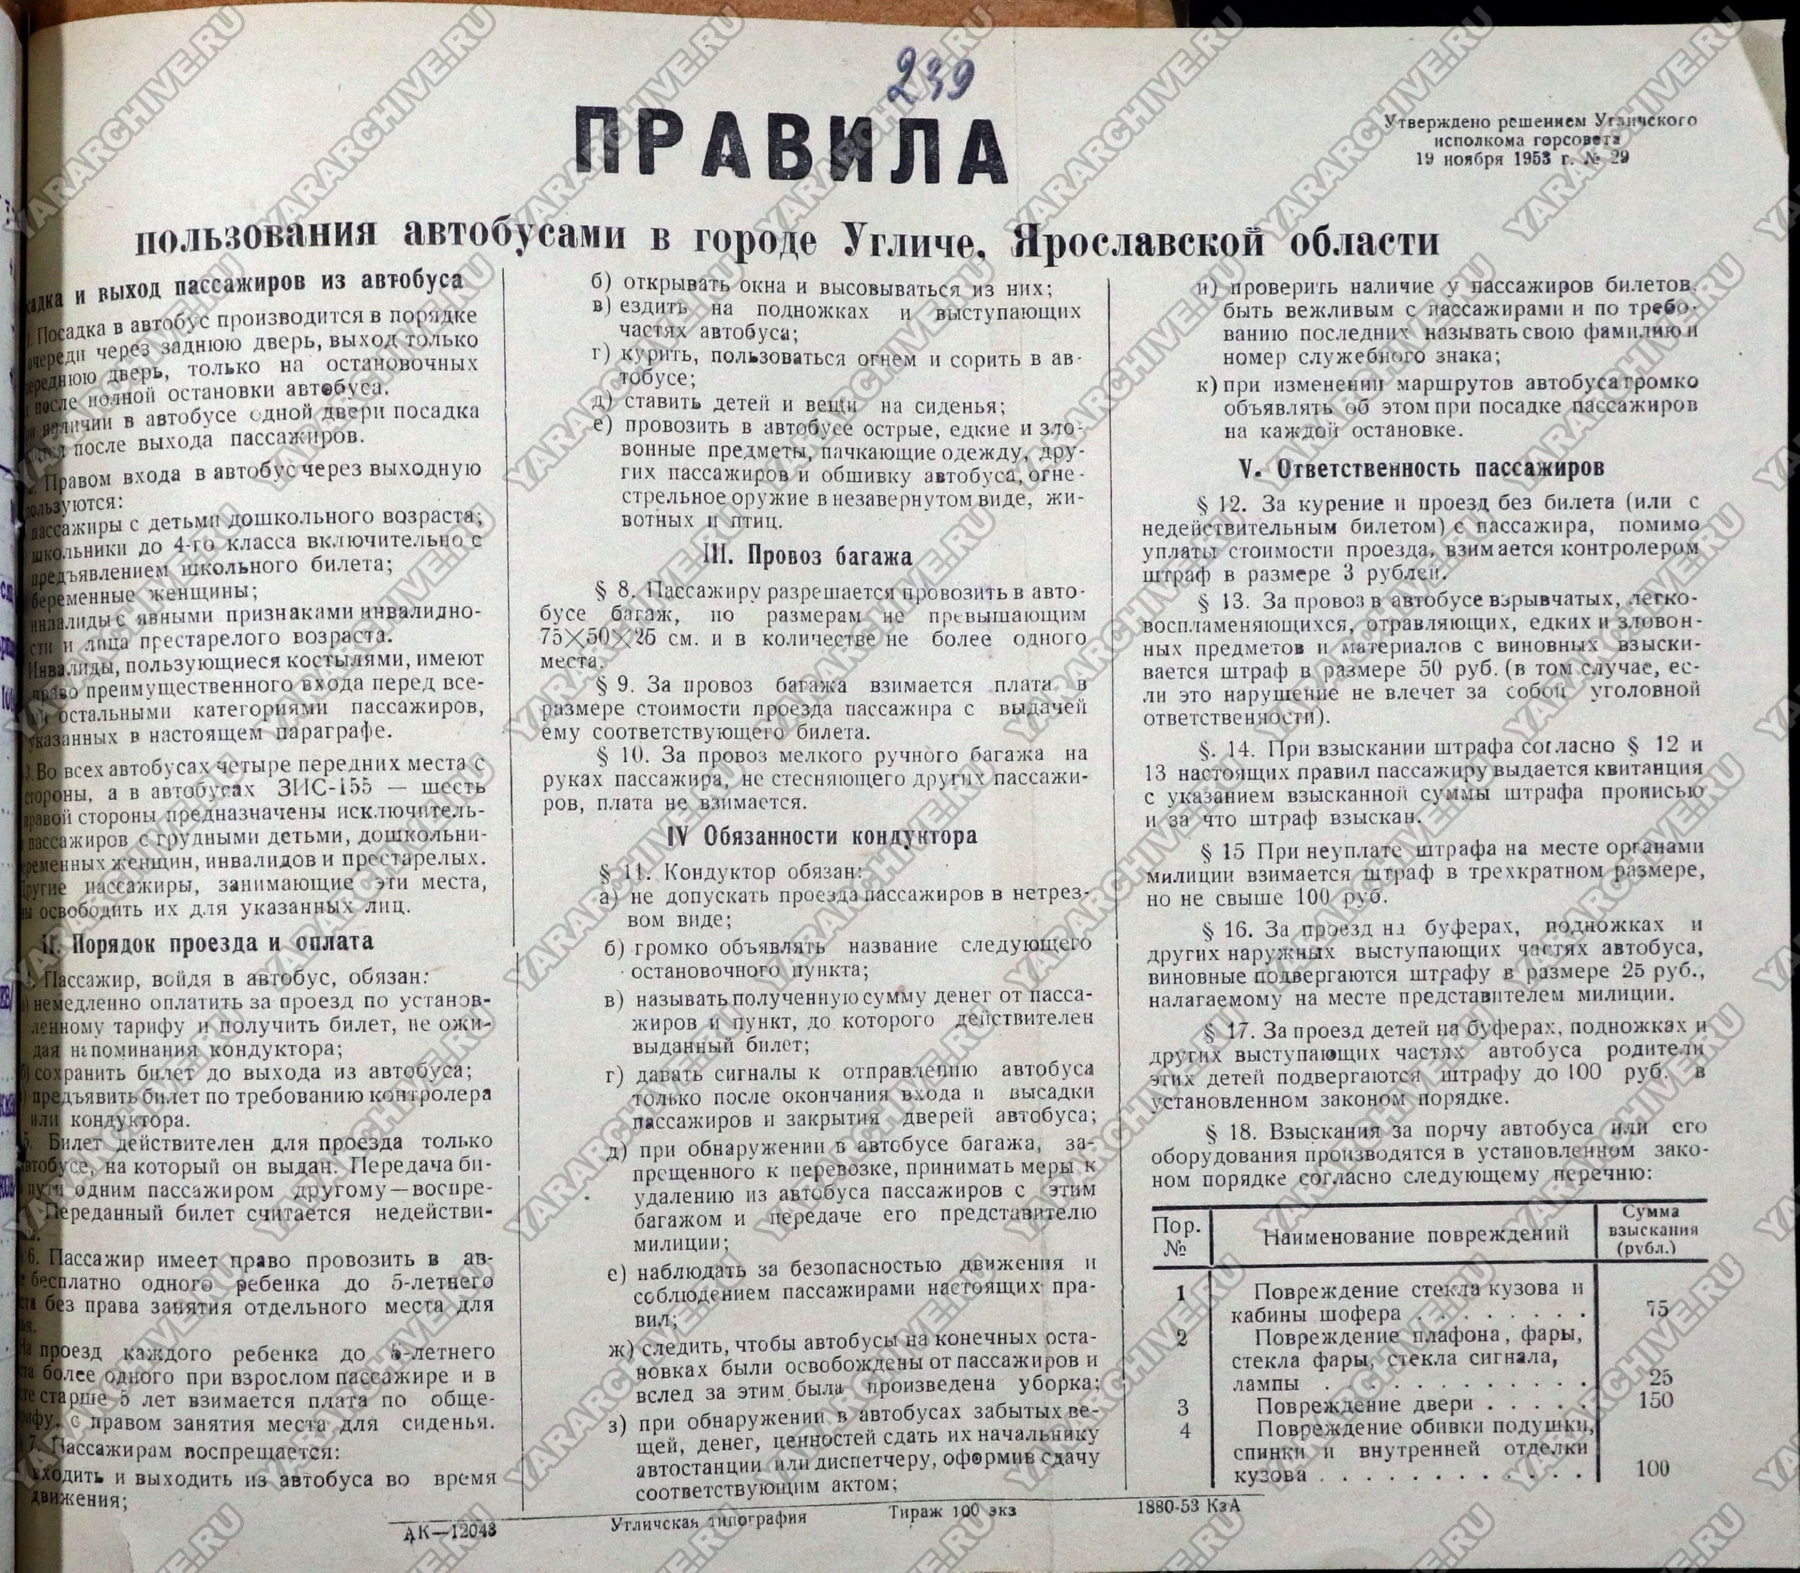 239
ПРАВИЛА
Утверждено решением Угличского
исполкома горсовета
19 ноября 1953 г. № 29
пользования автобусами в городе Угличе, Ярославской области
и выход пассажиров из автобуса
1. Посадка в автобус производится в порядке
очереди через заднюю дверь, выход только
переднюю дверь, только на остановочных
после полной остановки автобуса.
наличии в автобусе одной двери посадка
после выхода пассажиров.
Правом входа в автобус через выходную
пользуются:
пассажиры с детьми дошкольного возраста;
школьники до 4-го класса включительно с
предъявлением школьного билета;
беременные женщины;
инвалиды с явными признаками инвалидно-
сти и лица престарелого возраста.
Инвалиды, пользующиеся костылями, имеют
право преимущественного входа перед все-
ми остальными категориями пассажиров,
указанных в настоящем параграфе.
3. Во всех автобусах четыре передних места с
стороны, а в автобусах ЗИС-155 — шесть
правой стороны предназначены исключитель-
пассажиров с грудными детьми, дошкольни-
женщин, инвалидов и престарелых.
Другие пассажиры, занимающие эти места,
освободить их для указанных лиц.
II. Порядок проезда и оплата
Пассажир, войдя в автобус, обязан:
немедленно оплатить за проезд по установ-
ленному тарифу и получить билет, не ожи-
дая напоминания кондуктора;
сохранить билет до выхода из автобуса;
предъявить билет по требованию контролера
или кондуктора.
5. Билет действителен для проезда только
автобусе, на который он выдан. Передача би-
пути одним пассажиром другому — воспре-
Переданный билет считается недействи-
6. Пассажир имеет право провозить в ав-
бесплатно одного ребенка до 5-летнего
без права занятия отдельного места для
проезд каждого ребенка до 5-летнего
более одного при взрослом пассажире и в
старше 5 лет взимается плата по обще-
с правом занятия места для сиденья.
7. Пассажирам воспрещается:
входить и выходить из автобуса во время
движения;
б) открывать окна и высовываться из них;
в) ездить на подножках и выступающих
частях автобуса;
г) курить, пользоваться огнем и сорить в ав-
тобусе;
д) ставить детей и вещи на сиденья;
е) провозить в автобусе острые, едкие и зло-
вонные предметы, пачкающие одежду, дру-
гих пассажиров и обшивку автобуса, огне-
стрельное оружие в незавернутом виде, жи-
вотных и птиц.
III. Провоз багажа
§ 8. Пассажиру разрешается провозить в авто-
бусе багаж, по размерам не превышающим
75×50×25 см. и в количестве не более одного
места.
§ 9. За провоз багажа взимается плата в
размере стоимости проезда пассажира с выдачей
ему соответствующего билета.
§ 10. За провоз мелкого ручного багажа на
руках пассажира, не стесняющего других пассажи-
ров, плата не взимается.
IV Обязанности кондуктора
§ 11. Кондуктор обязан:
а) не допускать проезда пассажиров в нетрез-
вом виде;
б) громко объявлять название следующего
остановочного пункта;
в) называть полученную сумму денег от пасса-
жиров и пункт, до которого действителен
выданный билет;
г) давать сигналы к отправлению автобуса
только после окончания входа и высадки
пассажиров и закрытия дверей автобуса;
д) при обнаружении в автобусе багажа, за-
прещенного к перевозке, принимать меры к
удалению из автобуса пассажиров с этим
багажом и передаче его представителю
милиции;
е) наблюдать за безопасностью движения и
соблюдением пассажирами настоящих пра-
вил;
ж) следить, чтобы автобусы на конечных оста-
новках были освобождены от пассажиров и
вслед за этим была произведена уборка;
з) при обнаружении в автобусах забытых ве-
щей, денег, ценностей сдать их начальнику
автостанции или диспетчеру, оформив сдачу
соответствующим актом;
и) проверить наличие у пассажиров билетов,
быть вежливым с пассажирами и по требо-
ванию последних называть свою фамилию и
номер служебного знака;
к) при изменении маршрутов автобуса громко
объявлять об этом при посадке пассажиров
на каждой остановке.
V. Ответственность пассажиров
§ 12. За курение и проезд без билета (или с
недействительным билетом) с пассажира, помимо
уплаты стоимости проезда, взимается контролером
штраф в размере 3 рублей.
§ 13. За провоз в автобусе взрывчатых, легко-
воспламеняющихся, отравляющих, едких и зловон-
ных предметов и материалов с виновных взыски-
вается штраф в размере 50 руб. (в том случае, ес-
ли это нарушение не влечет за собой уголовной
ответственности).
§. 14. При взыскании штрафа согласно § 12 и
13 настоящих правил пассажиру выдается квитанция
с указанием взысканной суммы штрафа прописью
и за что штраф взыскан.
§ 15 При неуплате штрафа на месте органами
милиции взимается штраф в трехкратном размере,
но не свыше 100 руб.
§ 16. За проезд на буферах, подножках и
других наружных выступающих частях автобуса,
виновные подвергаются штрафу в размере 25 руб.,
налагаемому на месте представителем милиции.
§ 17. За проезд детей на буферах, подножках и
других выступающих частях автобуса родители
этих детей подвергаются штрафу до 100 руб. в
установленном законом порядке.
§ 18. Взыскания за порчу автобуса или его
оборудования производятся в установленном зако-
ном порядке согласно следующему перечню:
Пор. № Наименование повреждений Сумма взыскания (рубл.)
1 Повреждение стекла кузова и
кабины шофера . . . . . . . 75
2 Повреждение плафона, фары,
стекла фары, стекла сигнала,
лампы . . . . . . . . . . . 25
3 Повреждение двери . . . . . 150
4 Повреждение обивки подушки,
спинки и внутренней отделки
кузова . . . . . . . . . . . . 100
АК—12043 Угличская типография Тираж 100 экз 1880-53 КзА
YARARCHIVE.RU